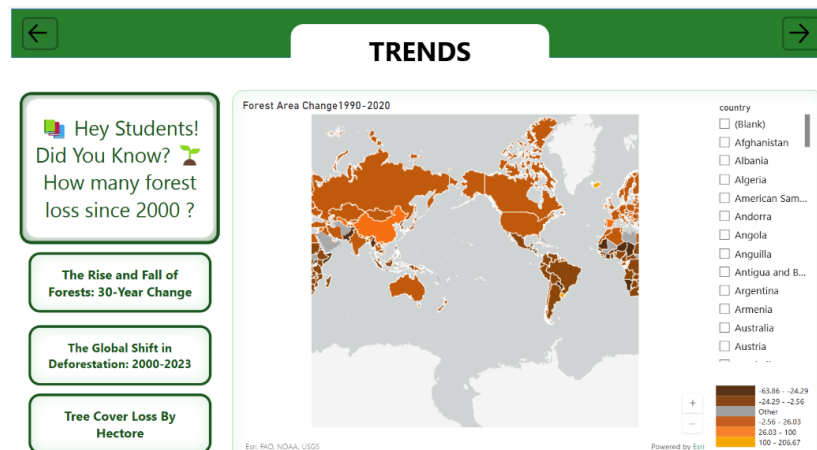 TRENDS
📚 Hey Students!
Did You Know? 🌱
How many forest
loss since 2000 ?
The Rise and Fall of
Forests: 30-Year Change
The Global Shift in
Deforestation: 2000-2023
Tree Cover Loss By
Hectore
Forest Area Change1990-2020
Esri, FAO, NOAA, USGS
Powered by Esri
country
(Blank)
Afghanistan
Albania
Algeria
American Sam...
Andorra
Angola
Anguilla
Antigua and B...
Argentina
Armenia
Australia
Austria
-63.86 - -24.29
-24.29 - -2.56
Other
-2.56 - 26.03
26.03 - 100
100 - 206.67